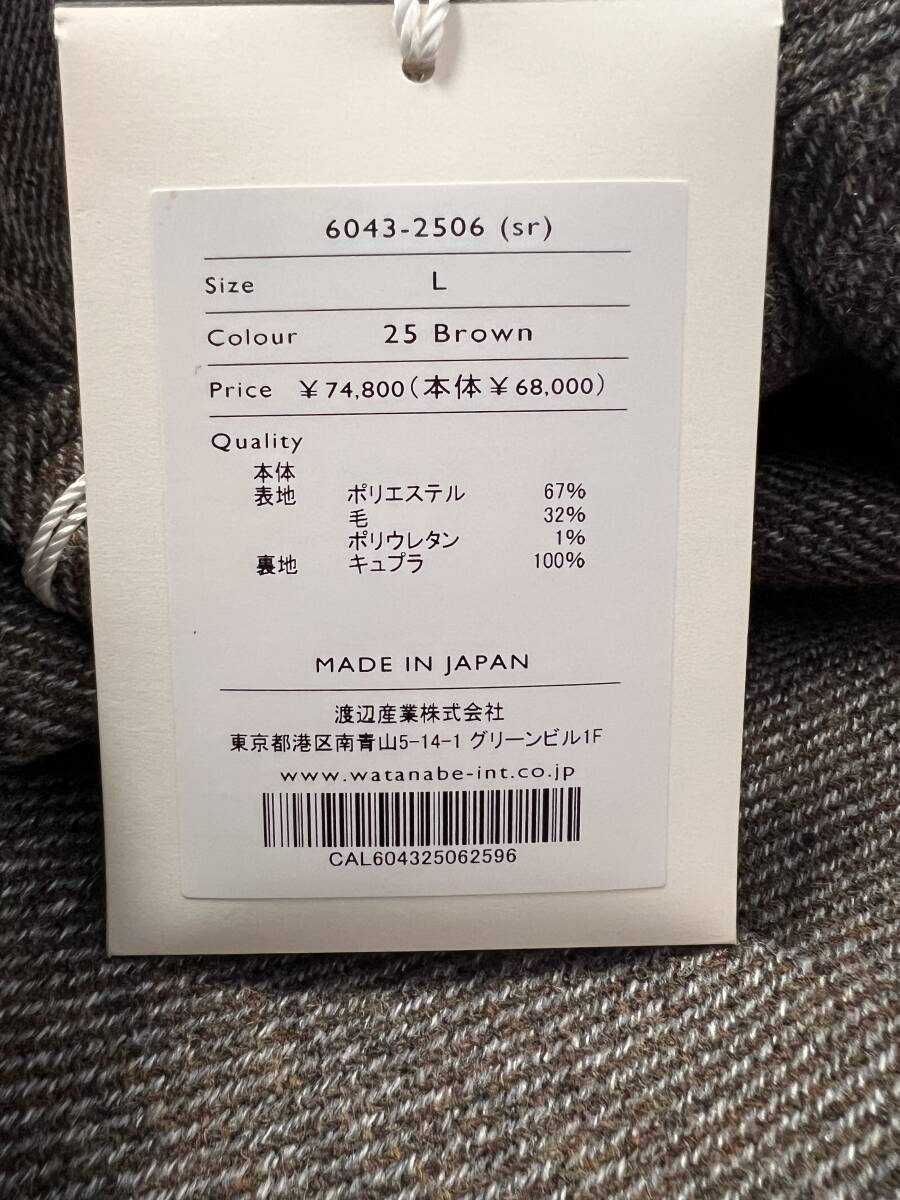 6043-2506 (sr)
Size L
Colour 25 Brown
Price ¥74,800(本体¥68,000)
Quality
本体
表地 ポリエステル 67%
毛 32%
ポリウレタン 1%
裏地 キュプラ 100%
MADE IN JAPAN
渡辺産業株式会社
東京都港区南青山5-14-1 グリーンビル1F
www.watanabe-int.co.jp
CAL604325062596